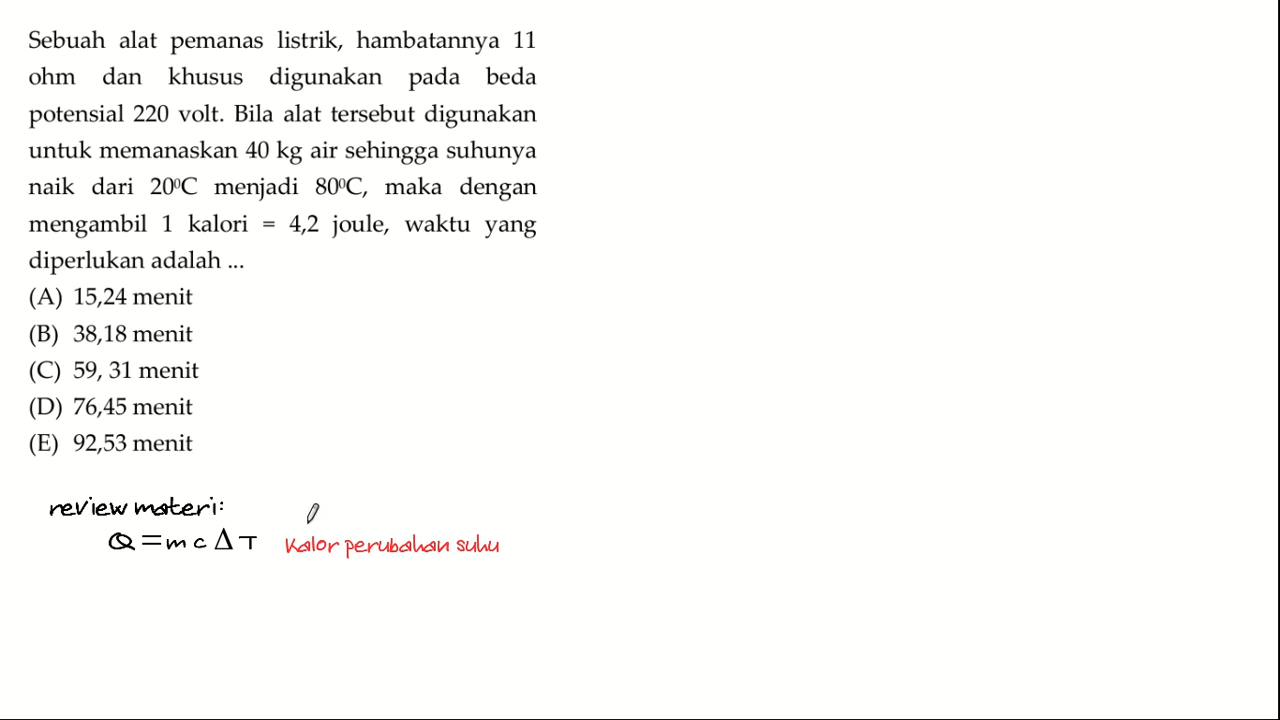 Sebuah alat pemanas listrik, hambatannya 11
ohm dan khusus digunakan pada beda
potensial 220 volt. Bila alat tersebut digunakan
untuk memanaskan 40 kg air sehingga suhunya
naik dari 20⁰C menjadi 80⁰C, maka dengan
mengambil 1 kalori = 4,2 joule, waktu yang
diperlukan adalah ...
(A) 15,24 menit
(B) 38,18 menit
(C) 59, 31 menit
(D) 76,45 menit
(E) 92,53 menit
review materi:
Q = m c Δ T kalor perubahan suhu